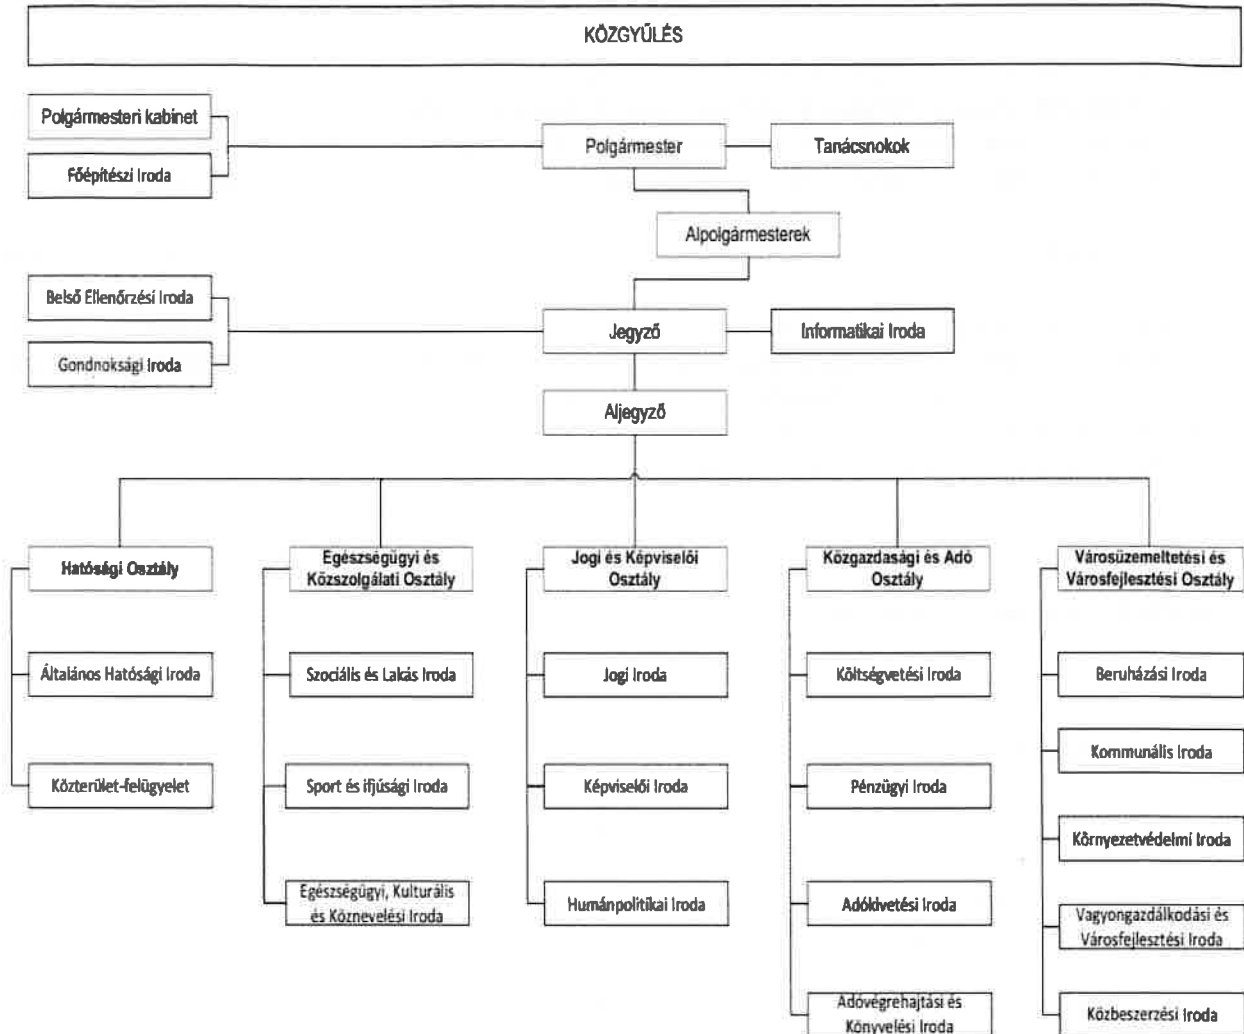 KÖZGYŰLÉS
Polgármesteri kabinet
Főépítészi Iroda
Polgármester
Tanácsnokok
Alpolgármesterek
Belső Ellenőrzési Iroda
Gondnoksági Iroda
Jegyző
Informatikai Iroda
Aljegyző
Hatósági Osztály
Egészségügyi és
Közszolgálati Osztály
Jogi és Képviselői
Osztály
Közgazdasági és Adó
Osztály
Városüzemeltetési és
Városfejlesztési Osztály
Általános Hatósági Iroda
Közterület-felügyelet
Szociális és Lakás Iroda
Sport és ifjúsági Iroda
Egészségügyi, Kulturális
és Köznevelési Iroda
Jogi Iroda
Képviselői Iroda
Humánpolitikai Iroda
Költségvetési Iroda
Pénzügyi Iroda
Adókivetési Iroda
Adóvégrehajtási és
Könyvelési Iroda
Beruházási Iroda
Kommunális Iroda
Környezetvédelmi Iroda
Vagyongazdálkodási és
Városfejlesztési Iroda
Közbeszerzési Iroda